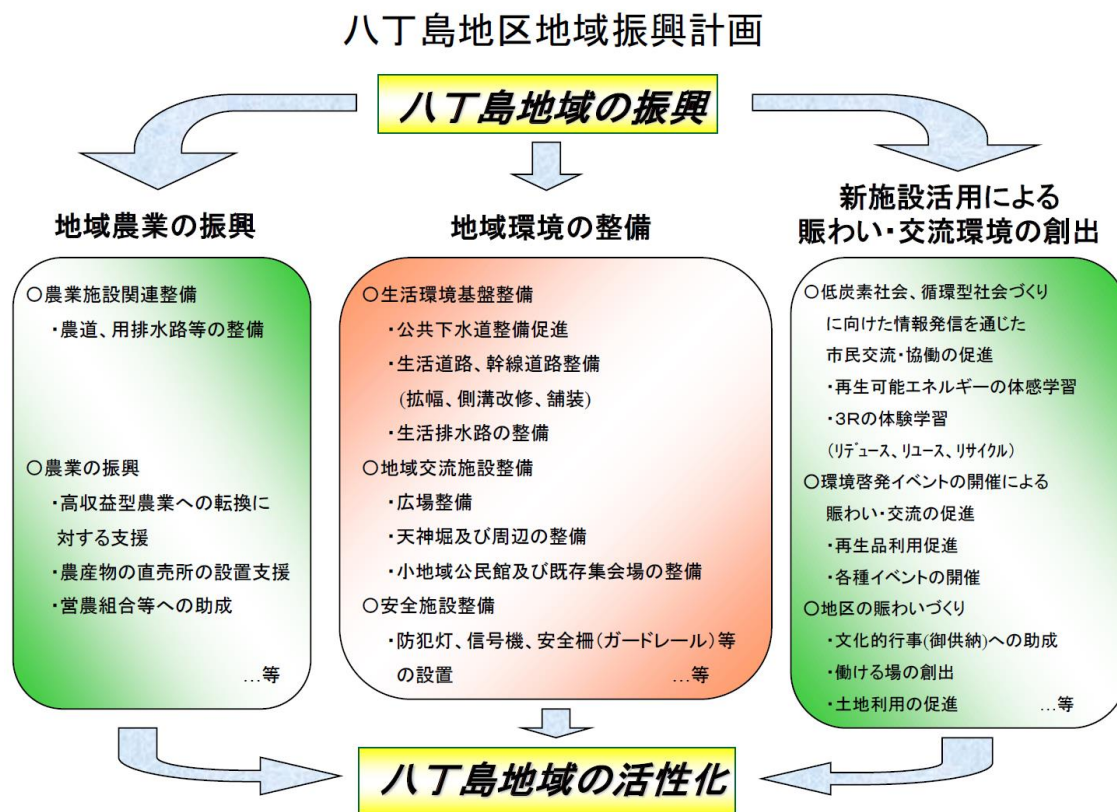 八丁島地区地域振興計画
八丁島地域の振興
地域農業の振興
○農業施設関連整備
・農道、用排水路等の整備
○農業の振興
・高収益型農業への転換に
対する支援
・農産物の直売所の設置支援
・営農組合等への助成
…等
地域環境の整備
○生活環境基盤整備
・公共下水道整備促進
・生活道路、幹線道路整備
(拡幅、側溝改修、舗装)
・生活排水路の整備
○地域交流施設整備
・広場整備
・天神堀及び周辺の整備
・小地域公民館及び既存集会場の整備
○安全施設整備
・防犯灯、信号機、安全柵(ガードレール)等
の設置 …等
新施設活用による
賑わい・交流環境の創出
○低炭素社会、循環型社会づくり
に向けた情報発信を通じた
市民交流・協働の促進
・再生可能エネルギーの体感学習
・3Rの体験学習
(リデュース、リユース、リサイクル)
○環境啓発イベントの開催による
賑わい・交流の促進
・再生品利用促進
・各種イベントの開催
○地区の賑わいづくり
・文化的行事(御供納)への助成
・働ける場の創出
・土地利用の促進 …等
八丁島地域の活性化